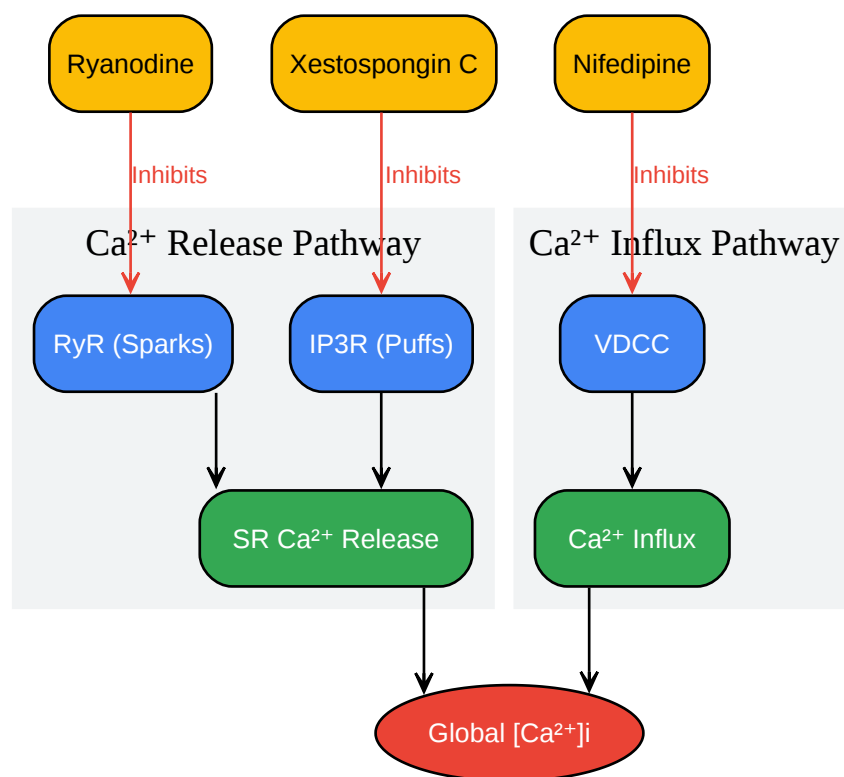 Ryanodine
Xestospongin C
Nifedipine
Inhibits
Inhibits
Inhibits
Ca²⁺ Release Pathway
Ca²⁺ Influx Pathway
RyR (Sparks)
IP3R (Puffs)
VDCC
SR Ca²⁺ Release
Ca²⁺ Influx
Global [Ca²⁺]i